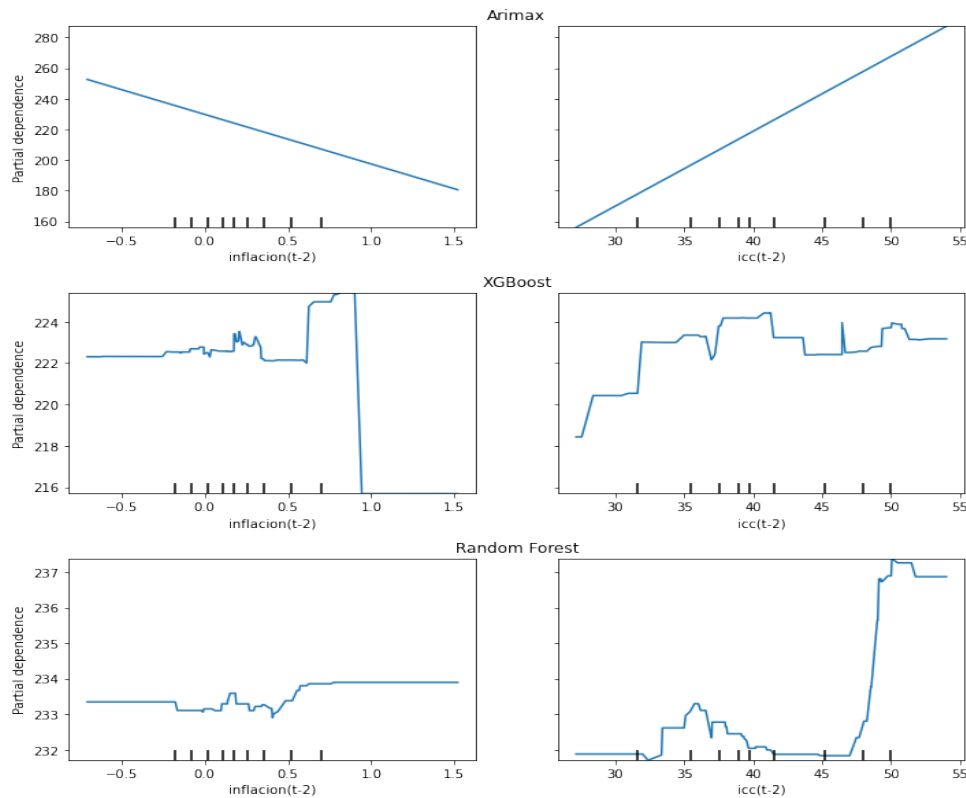 Arimax
Partial dependence
280
260
240
220
200
180
160
−0.5 0.0 0.5 1.0 1.5
inflacion(t-2)
30 35 40 45 50 55
icc(t-2)
XGBoost
Partial dependence
224
222
220
218
216
−0.5 0.0 0.5 1.0 1.5
inflacion(t-2)
30 35 40 45 50 55
icc(t-2)
Random Forest
Partial dependence
237
236
235
234
233
232
−0.5 0.0 0.5 1.0 1.5
inflacion(t-2)
30 35 40 45 50 55
icc(t-2)